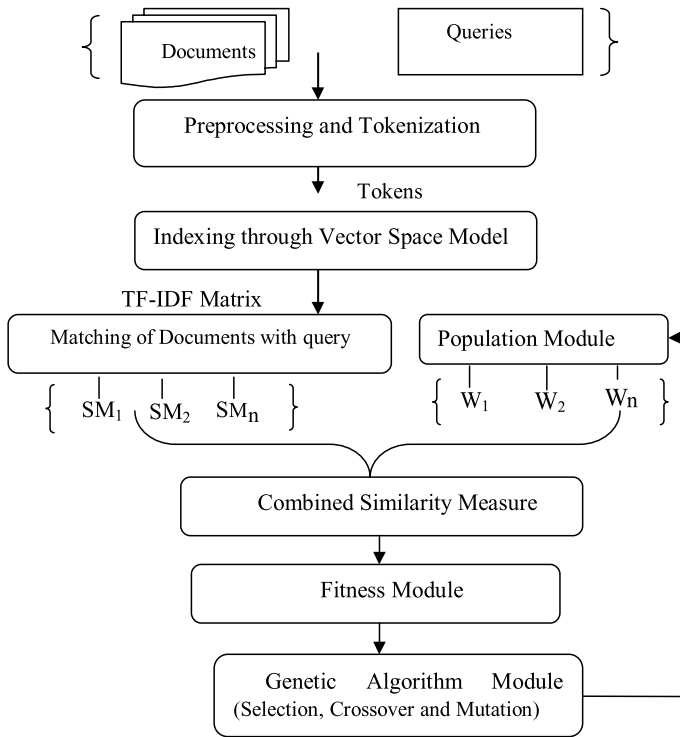 Documents
Queries
Preprocessing and Tokenization
Tokens
Indexing through Vector Space Model
TF-IDF Matrix
Matching of Documents with query
Population Module
{ SM₁ SM₂ SMn }
{ W₁ W₂ Wn }
Combined Similarity Measure
Fitness Module
Genetic Algorithm Module
(Selection, Crossover and Mutation)